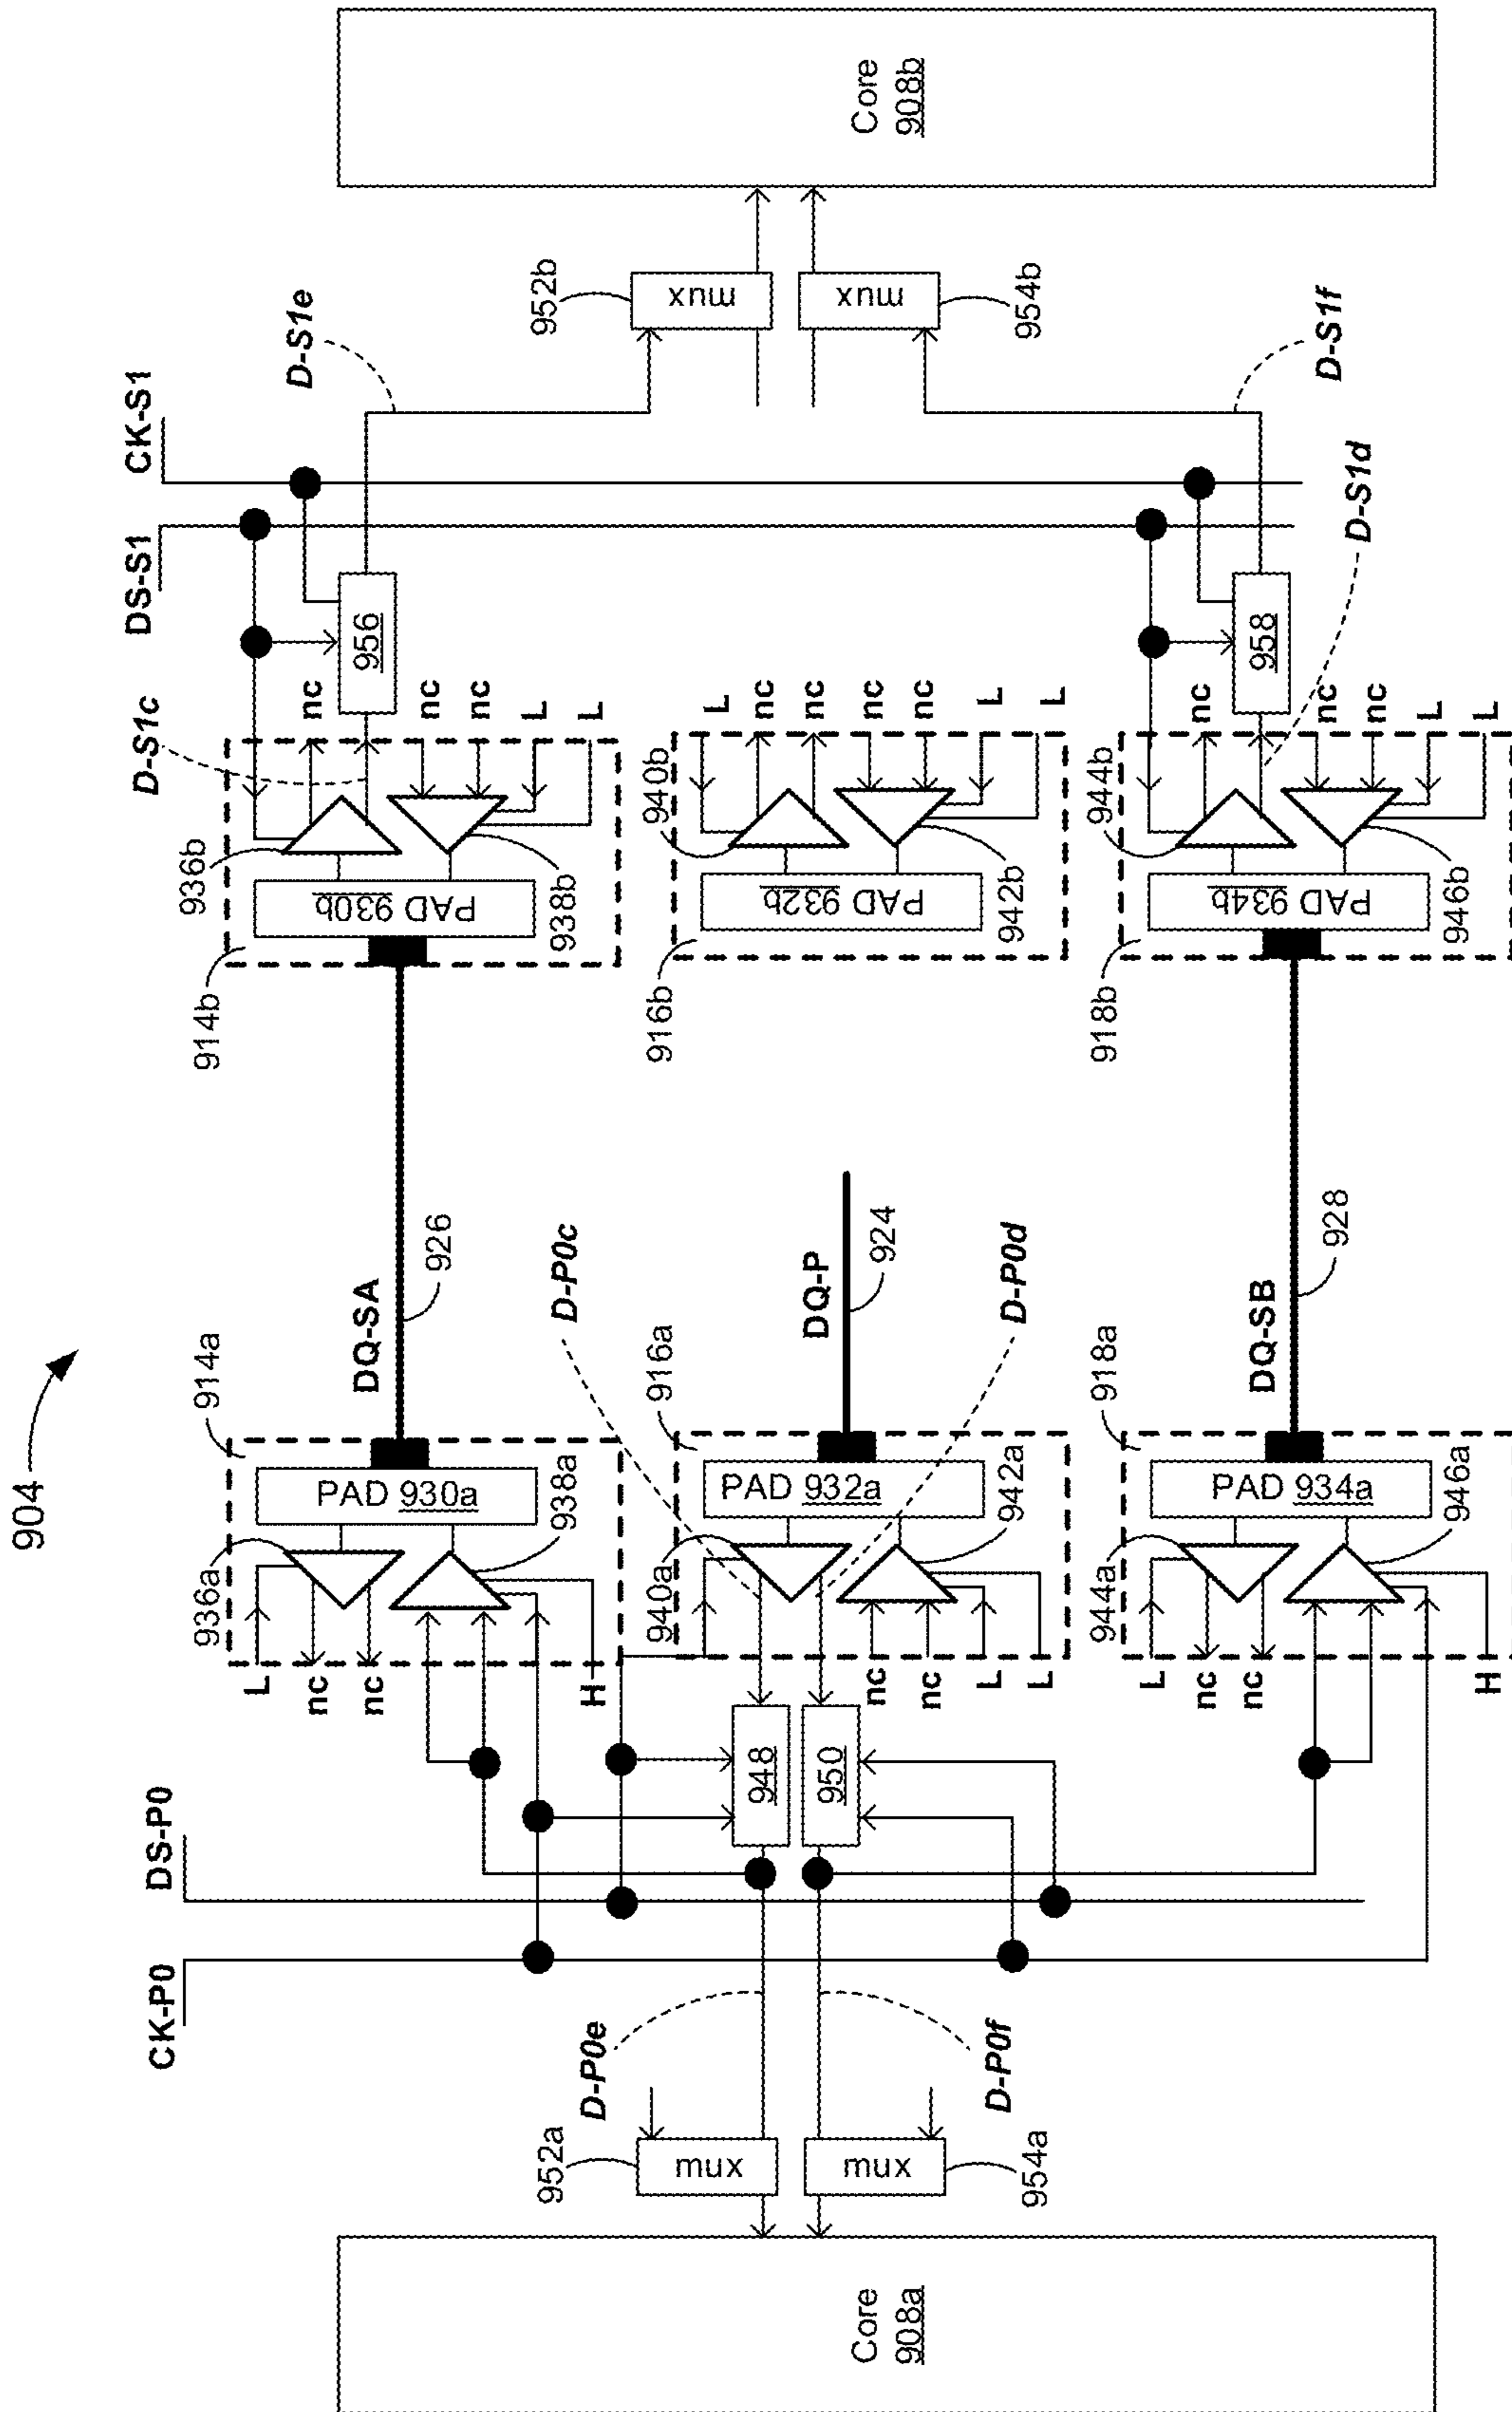 904
CK-P0
DS-P0
DS-S1
CK-S1
914a
PAD 930a
936a
938a
L
nc
nc
H
DQ-SA
926
914b
936b
PAD 930b
938b
D-S1c
nc
956
nc
nc
L
L
D-S1e
Core
908a
952a
mux
D-P0e
mux
954a
D-P0f
948
950
916a
PAD 932a
940a
942a
nc
nc
L
L
D-P0c
DQ-P
924
D-P0d
916b
PAD 932b
940b
942b
L
nc
nc
nc
nc
L
L
952b
mux
mux
954b
Core
908b
918a
PAD 934a
944a
946a
L
nc
nc
H
DQ-SB
928
918b
PAD 934b
944b
946b
nc
958
nc
nc
L
L
D-S1d
D-S1f